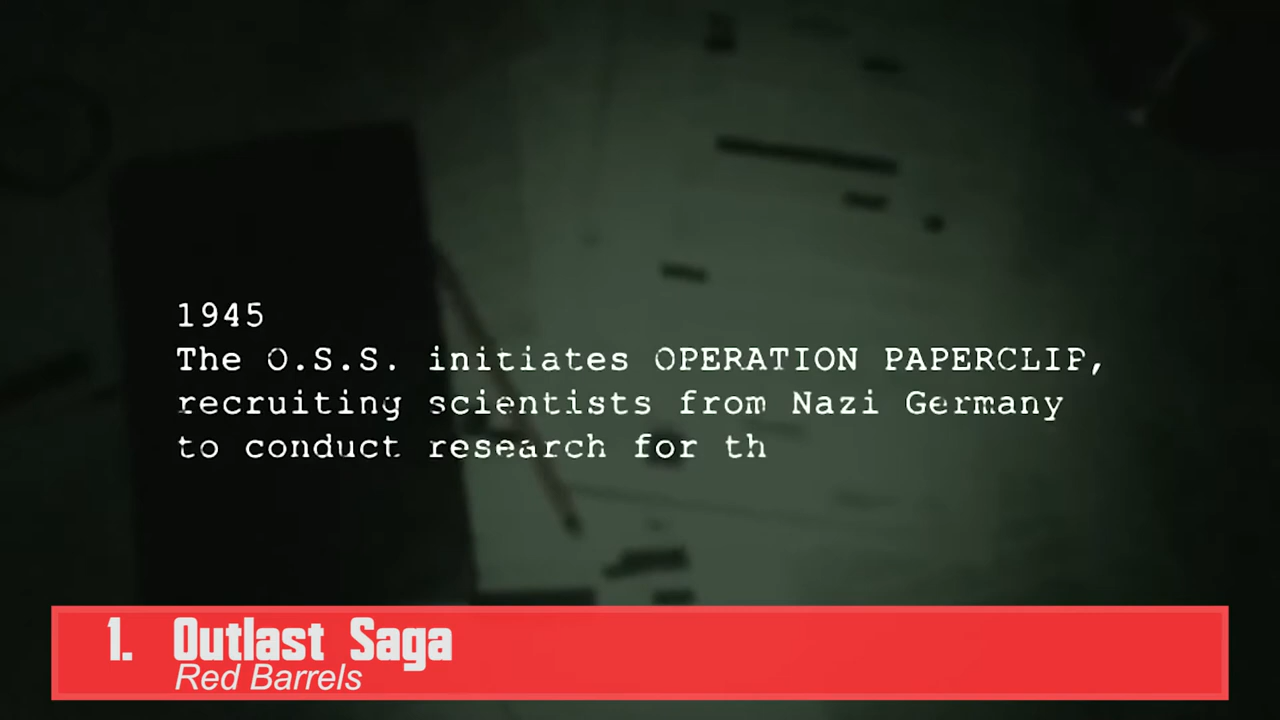 1945
The O.S.S. initiates OPERATION PAPERCLIP,
recruiting scientists from Nazi Germany
to conduct research for th
1. Outlast Saga
Red Barrels